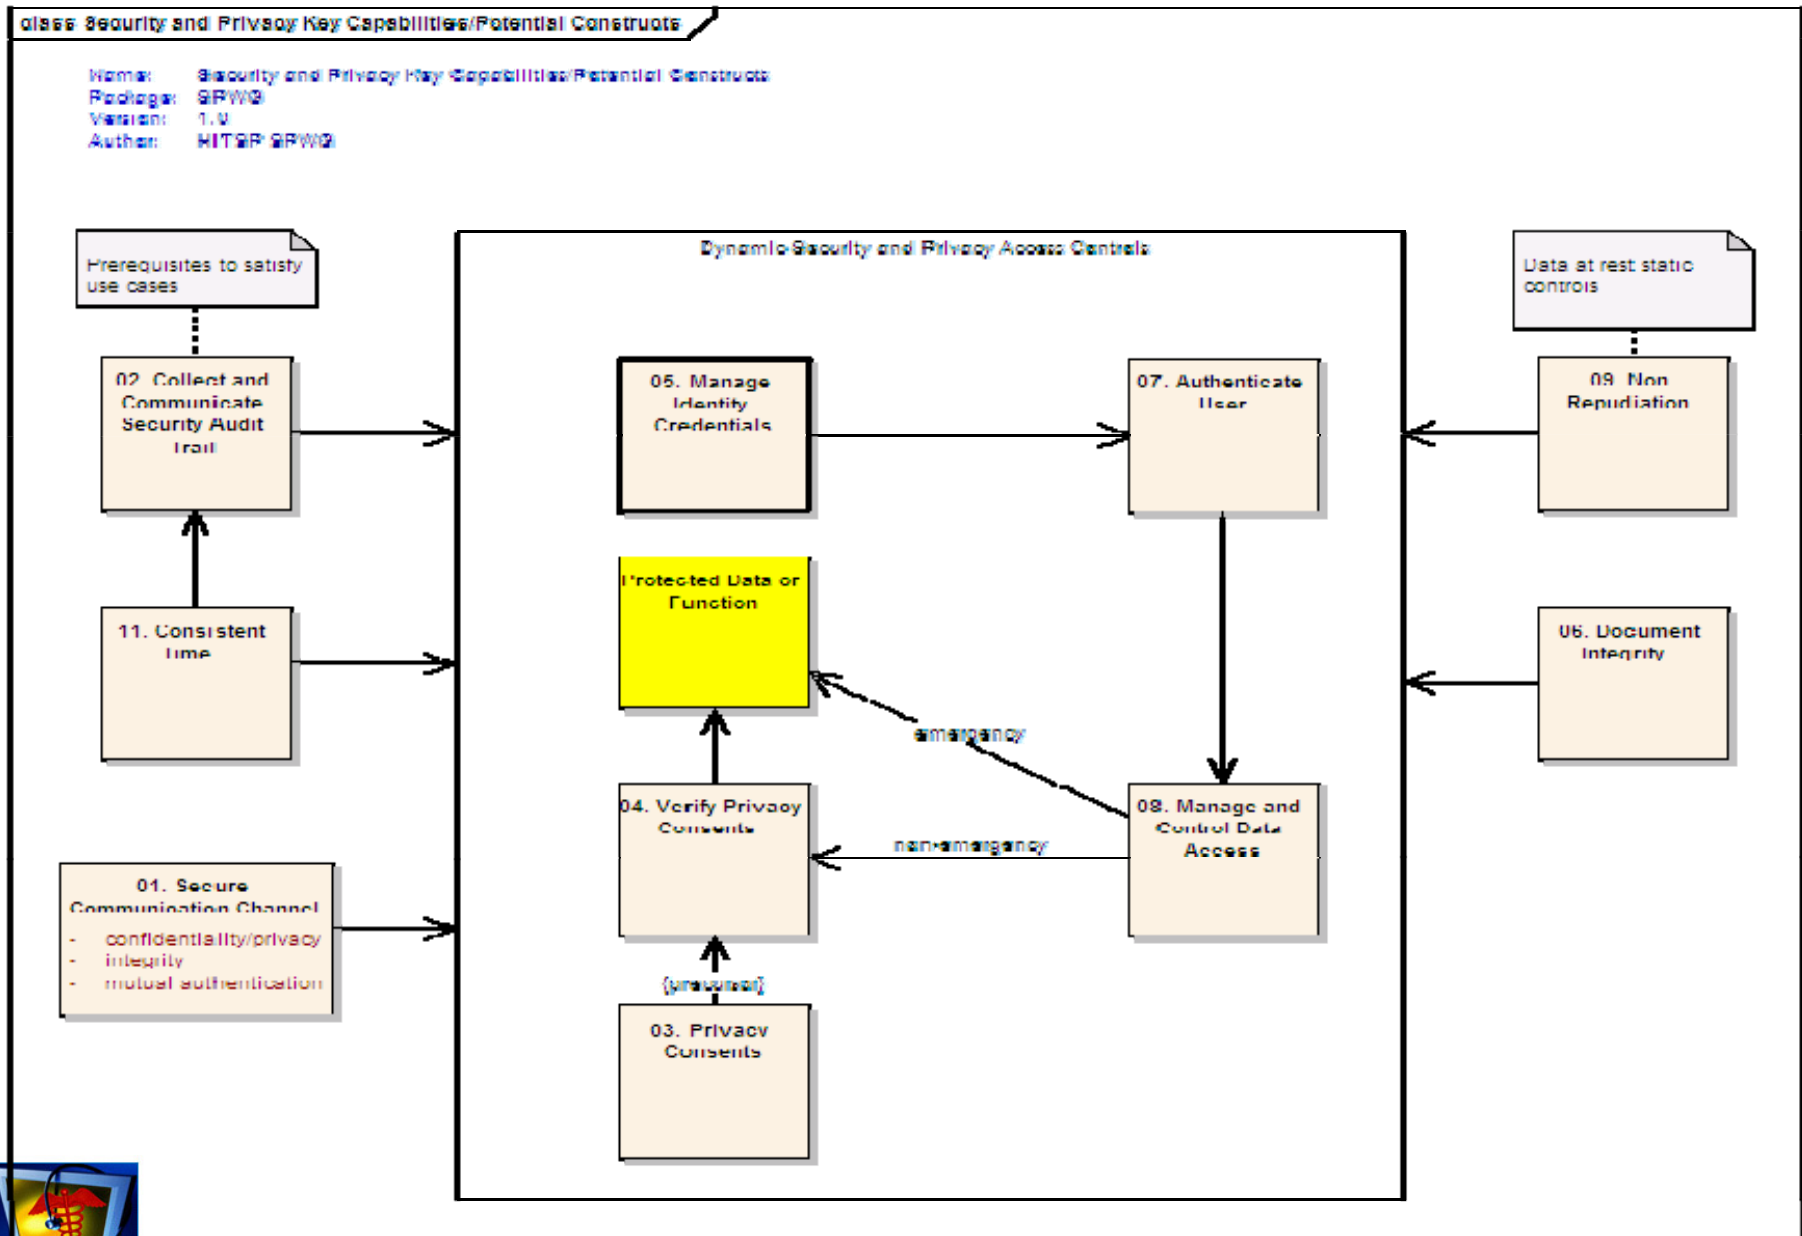 class Security and Privacy Key Capabilities/Potential Constructs
Name: Security and Privacy Key Capabilities/Potential Constructs
Package: SPWG
Version: 1.0
Author: HITSP SPWG
Prerequisites to satisfy
use cases
Dynamic Security and Privacy Access Controls
Data at rest static
controls
02. Collect and
Communicate
Security Audit
Trail
05. Manage
Identity
Credentials
07. Authenticate
User
09. Non
Repudiation
Protected Data or
Function
11. Consistent
Time
06. Document
Integrity
emergency
04. Verify Privacy
Consents
non-emergency
08. Manage and
Control Data
Access
01. Secure
Communication Channel
- confidentiality/privacy
- integrity
- mutual authentication
{precursor}
03. Privacy
Consents